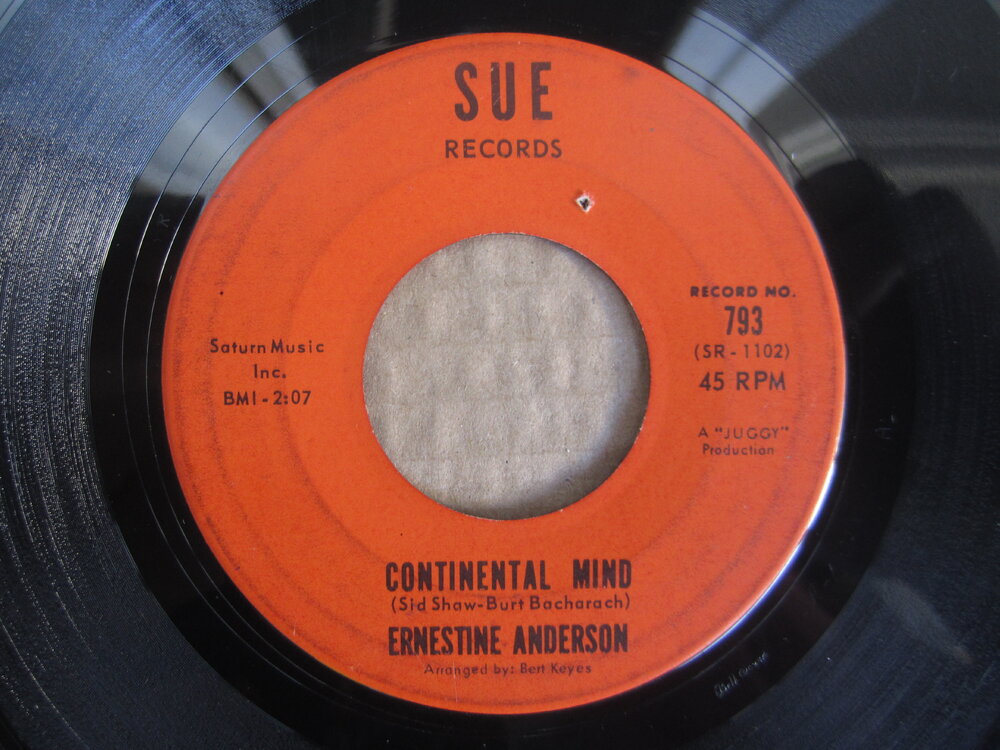 SUE
RECORDS
RECORD NO.
793
(SR-1102)
45 RPM
A "JUGGY"
Production
Saturn Music
Inc.
BMI-2:07
CONTINENTAL MIND
(Sid Shaw-Burt Bacharach)
ERNESTINE ANDERSON
Arranged by: Bert Keyes